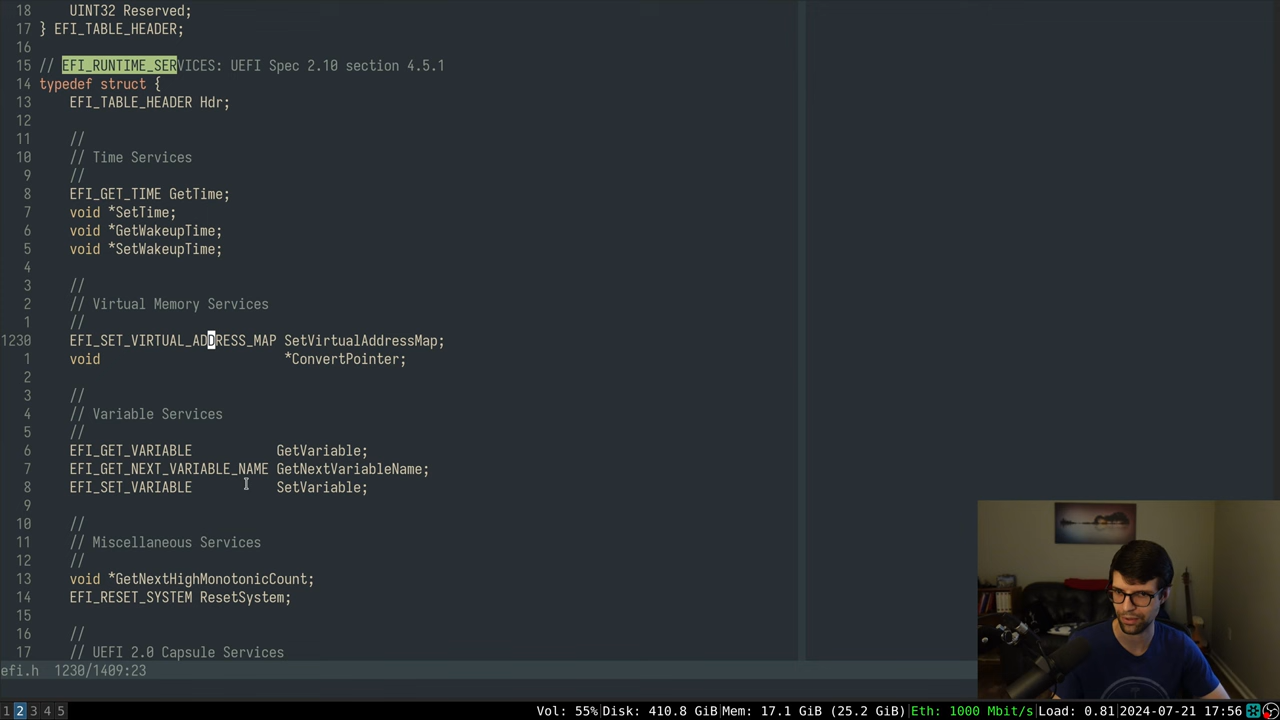 18     UINT32 Reserved;
17 } EFI_TABLE_HEADER;
16
15 // EFI_RUNTIME_SERVICES: UEFI Spec 2.10 section 4.5.1
14 typedef struct {
13     EFI_TABLE_HEADER Hdr;
12
11     //
10     // Time Services
9     //
8     EFI_GET_TIME GetTime;
7     void *SetTime;
6     void *GetWakeupTime;
5     void *SetWakeupTime;
4
3     //
2     // Virtual Memory Services
1     //
1230     EFI_SET_VIRTUAL_ADDRESS_MAP SetVirtualAddressMap;
1     void                        *ConvertPointer;
2
3     //
4     // Variable Services
5     //
6     EFI_GET_VARIABLE           GetVariable;
7     EFI_GET_NEXT_VARIABLE_NAME GetNextVariableName;
8     EFI_SET_VARIABLE           SetVariable;
9
10     //
11     // Miscellaneous Services
12     //
13     void *GetNextHighMonotonicCount;
14     EFI_RESET_SYSTEM ResetSystem;
15
16     //
17     // UEFI 2.0 Capsule Services
efi.h  1230/1409:23
1 2 3 4 5 Vol: 55% Disk: 410.8 GiB Mem: 17.1 GiB (25.2 GiB) Eth: 1000 Mbit/s Load: 0.81 2024-07-21 17:56